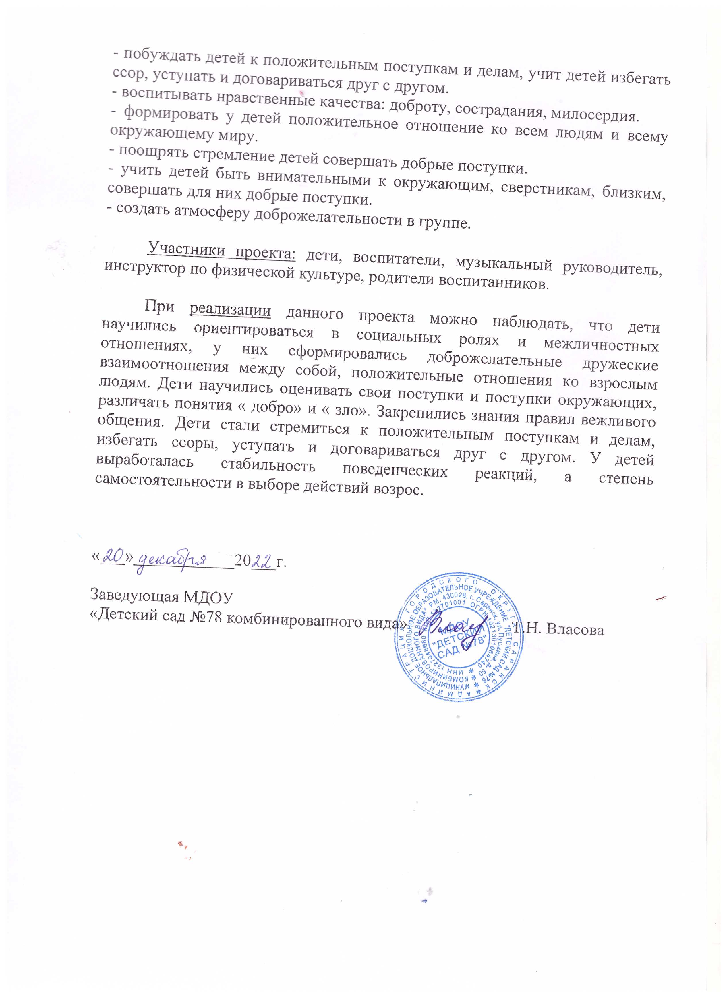 - побуждать детей к положительным поступкам и делам, учит детей избегать
ссор, уступать и договариваться друг с другом.
- воспитывать нравственные качества: доброту, сострадания, милосердия.
- формировать у детей положительное отношение ко всем людям и всему
окружающему миру.
- поощрять стремление детей совершать добрые поступки.
- учить детей быть внимательными к окружающим, сверстникам, близким,
совершать для них добрые поступки.
- создать атмосферу доброжелательности в группе.
Участники проекта: дети, воспитатели, музыкальный руководитель,
инструктор по физической культуре, родители воспитанников.
При реализации данного проекта можно наблюдать, что дети
научились ориентироваться в социальных ролях и межличностных
отношениях, у них сформировались доброжелательные дружеские
взаимоотношения между собой, положительные отношения ко взрослым
людям. Дети научились оценивать свои поступки и поступки окружающих,
различать понятия « добро» и « зло». Закрепились знания правил вежливого
общения. Дети стали стремиться к положительным поступкам и делам,
избегать ссоры, уступать и договариваться друг с другом. У детей
выработалась стабильность поведенческих реакций, а степень
самостоятельности в выборе действий возрос.
«20» декабря 2022 г.
Заведующая МДОУ
«Детский сад №78 комбинированного вида» Т.Н. Власова
АДМИНИСТРАЦИЯ ГОРОДСКОГО ОКРУГА САРАНСК *
МУНИЦИПАЛЬНОЕ ДОШКОЛЬНОЕ ОБРАЗОВАТЕЛЬНОЕ УЧРЕЖДЕНИЕ "ДЕТСКИЙ САД №78 *
КОМБИНИРОВАННОГО ВИДА" РМ, 430028, г. Саранск, ул. Пушкина, д. 50 *
ИНН 1327048080 ОГРН 1021301064740 *
МДОУ
"ДЕТСКИЙ
САД №78"